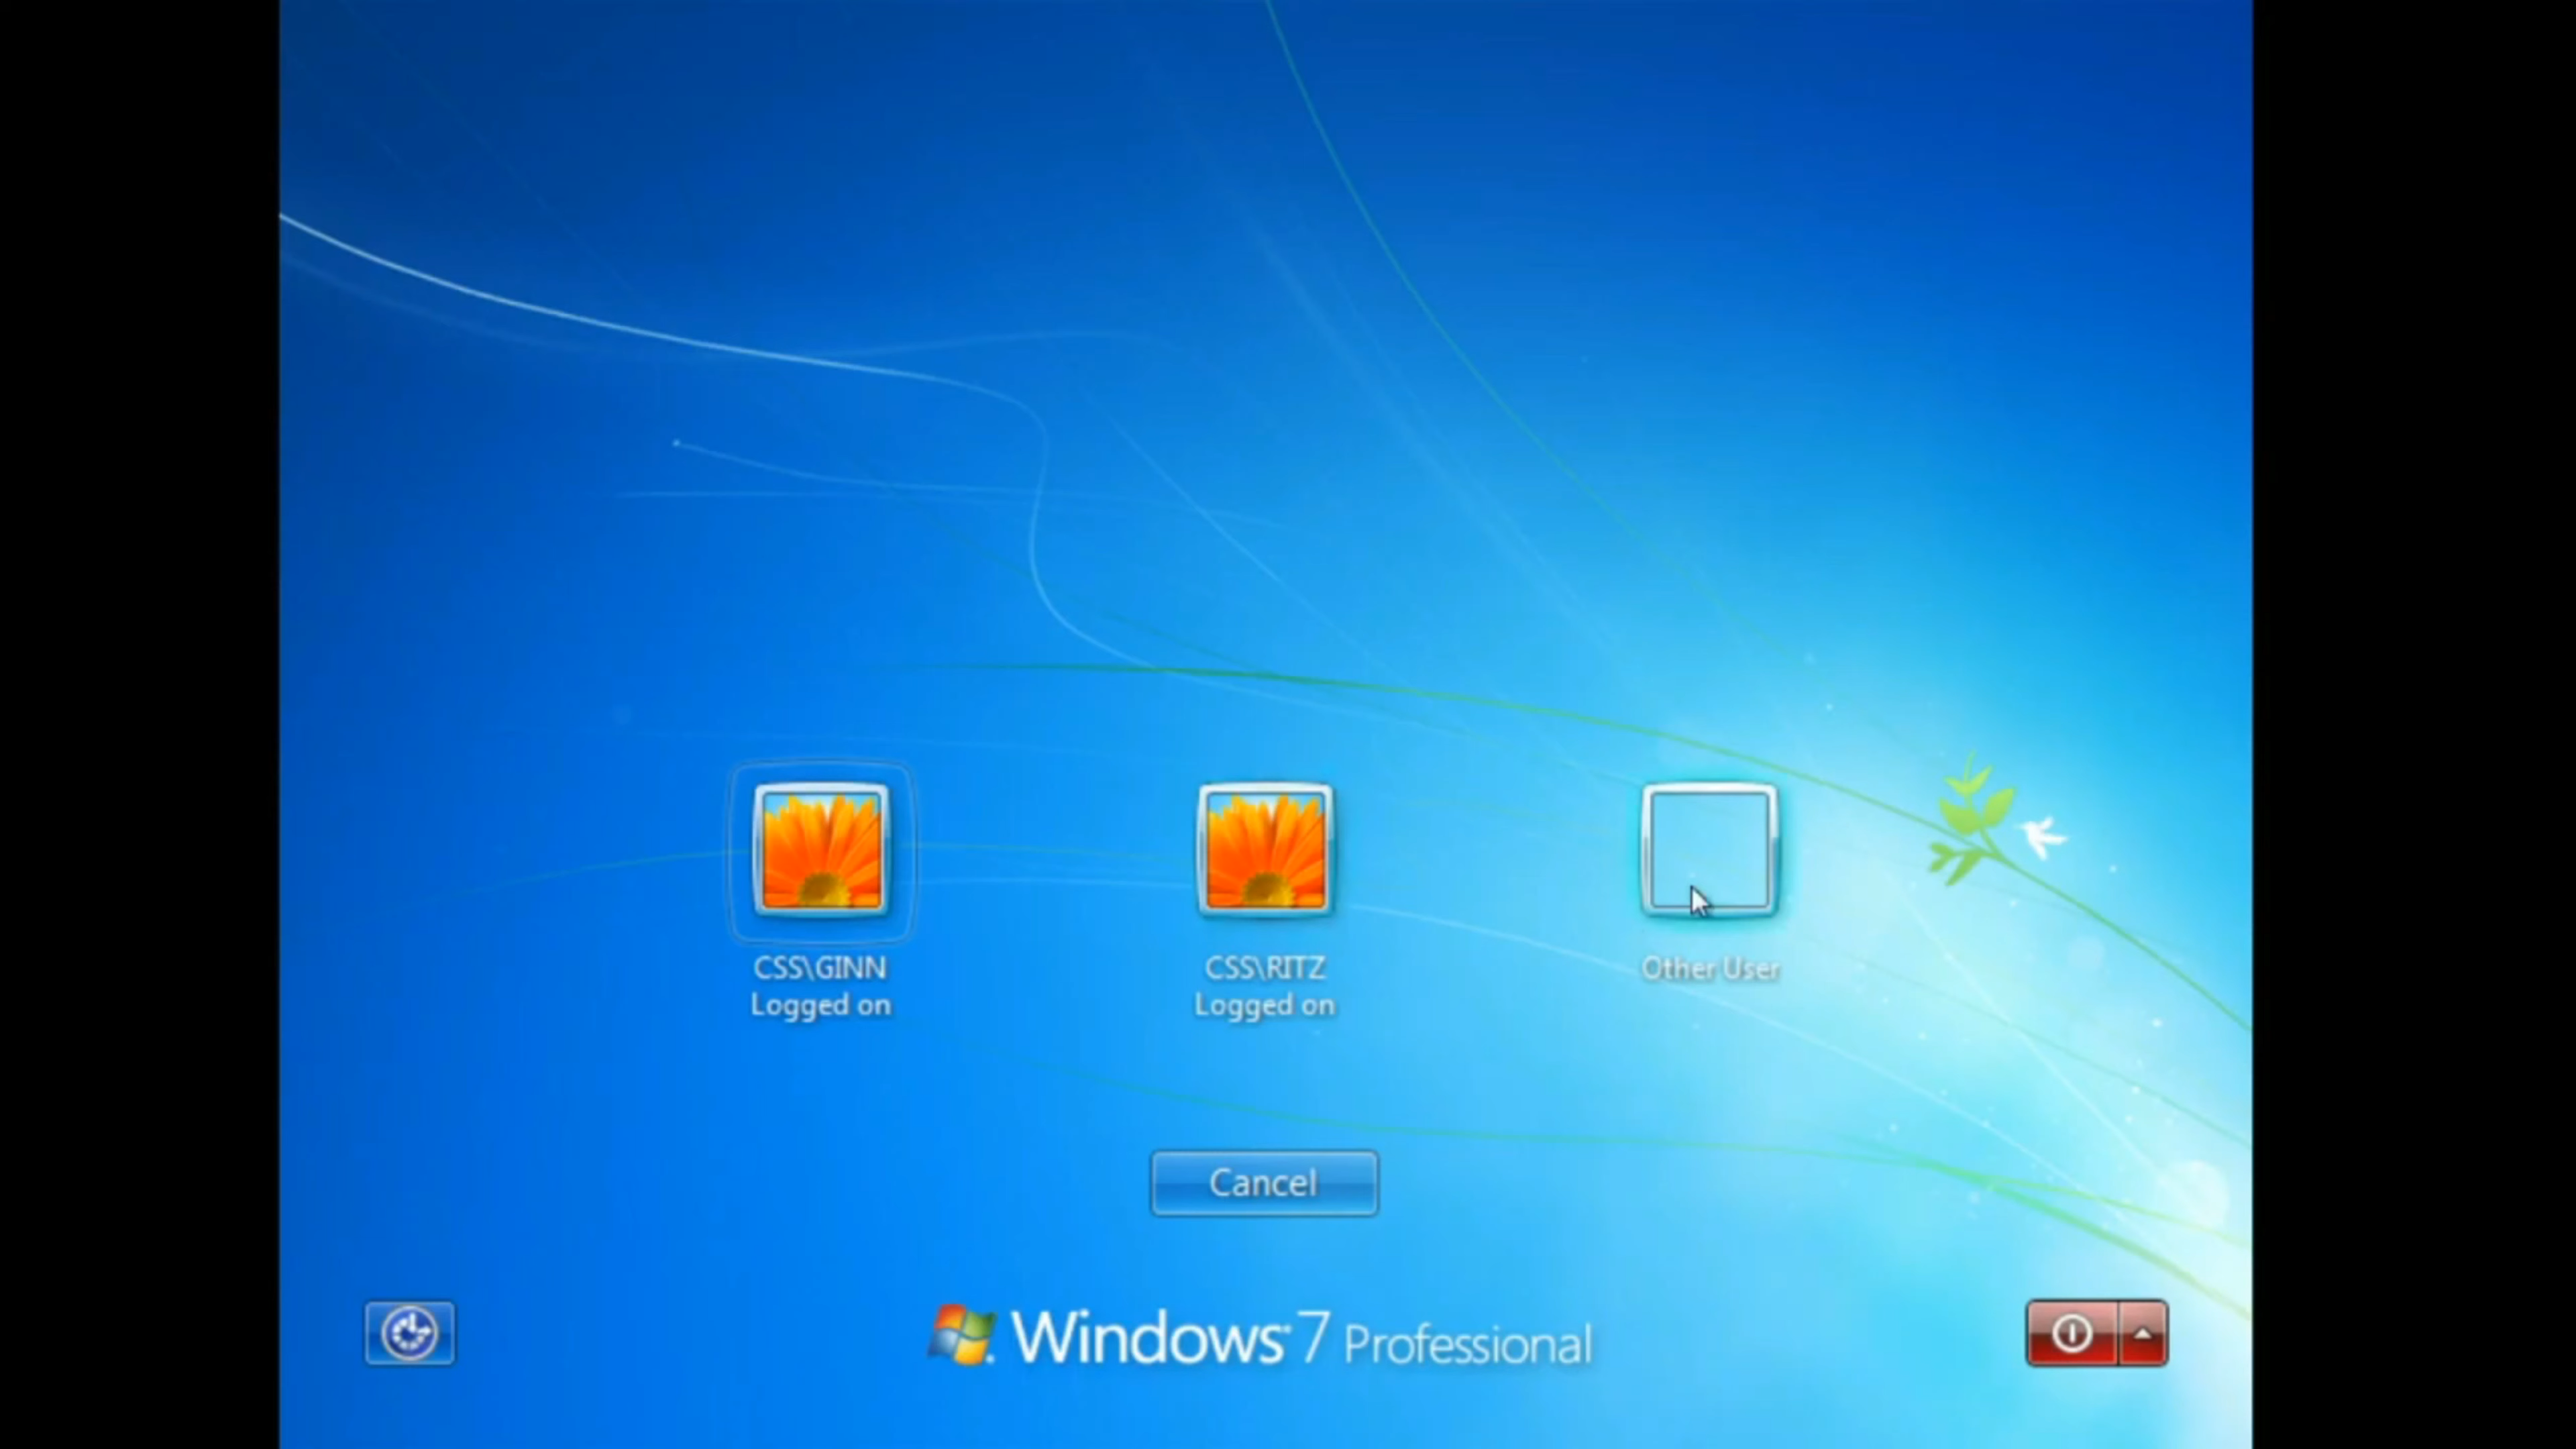 CSS\GINN
Logged on
CSS\RITZ
Logged on
Other User
Cancel
Windows 7 Professional